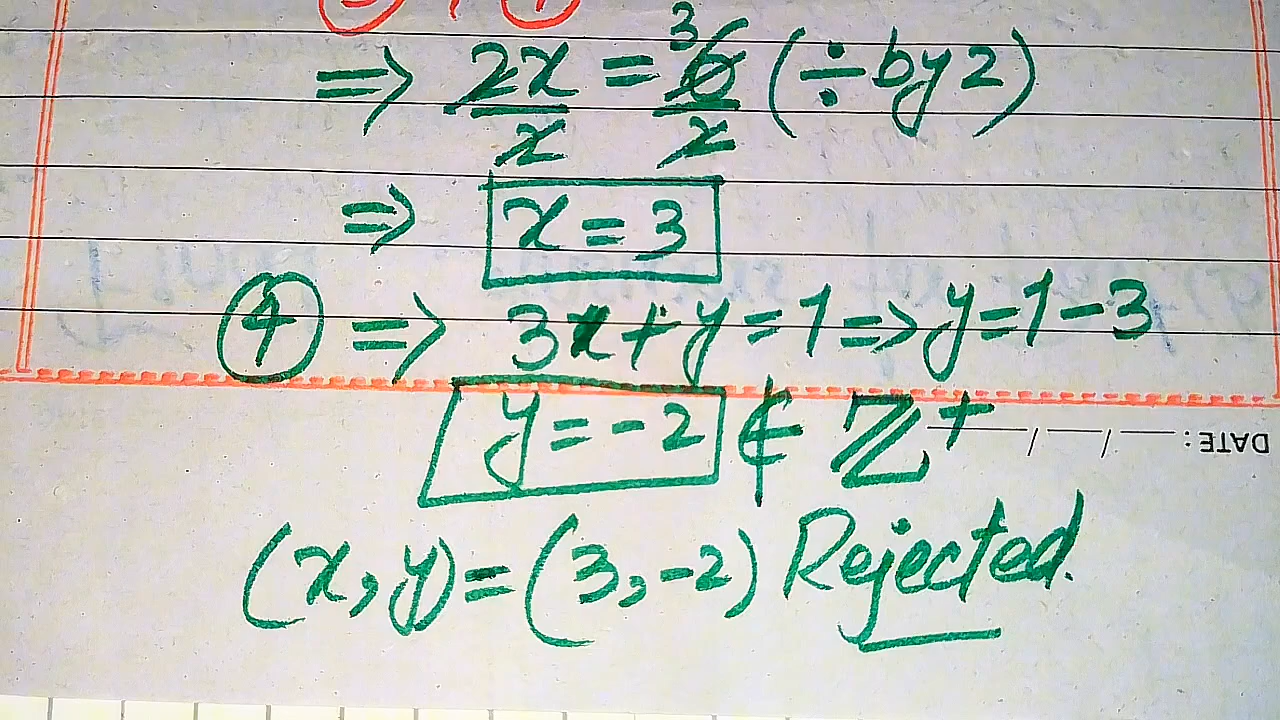 ⇒ 2x/2 = 6/2 3 (÷ by 2)
⇒ x = 3
④ ⇒ 3x + y = 1 ⇒ y = 1 - 3
y = -2 ∉ ℤ⁺
DATE: __/__/__
(x, y) = (3, -2) Rejected.